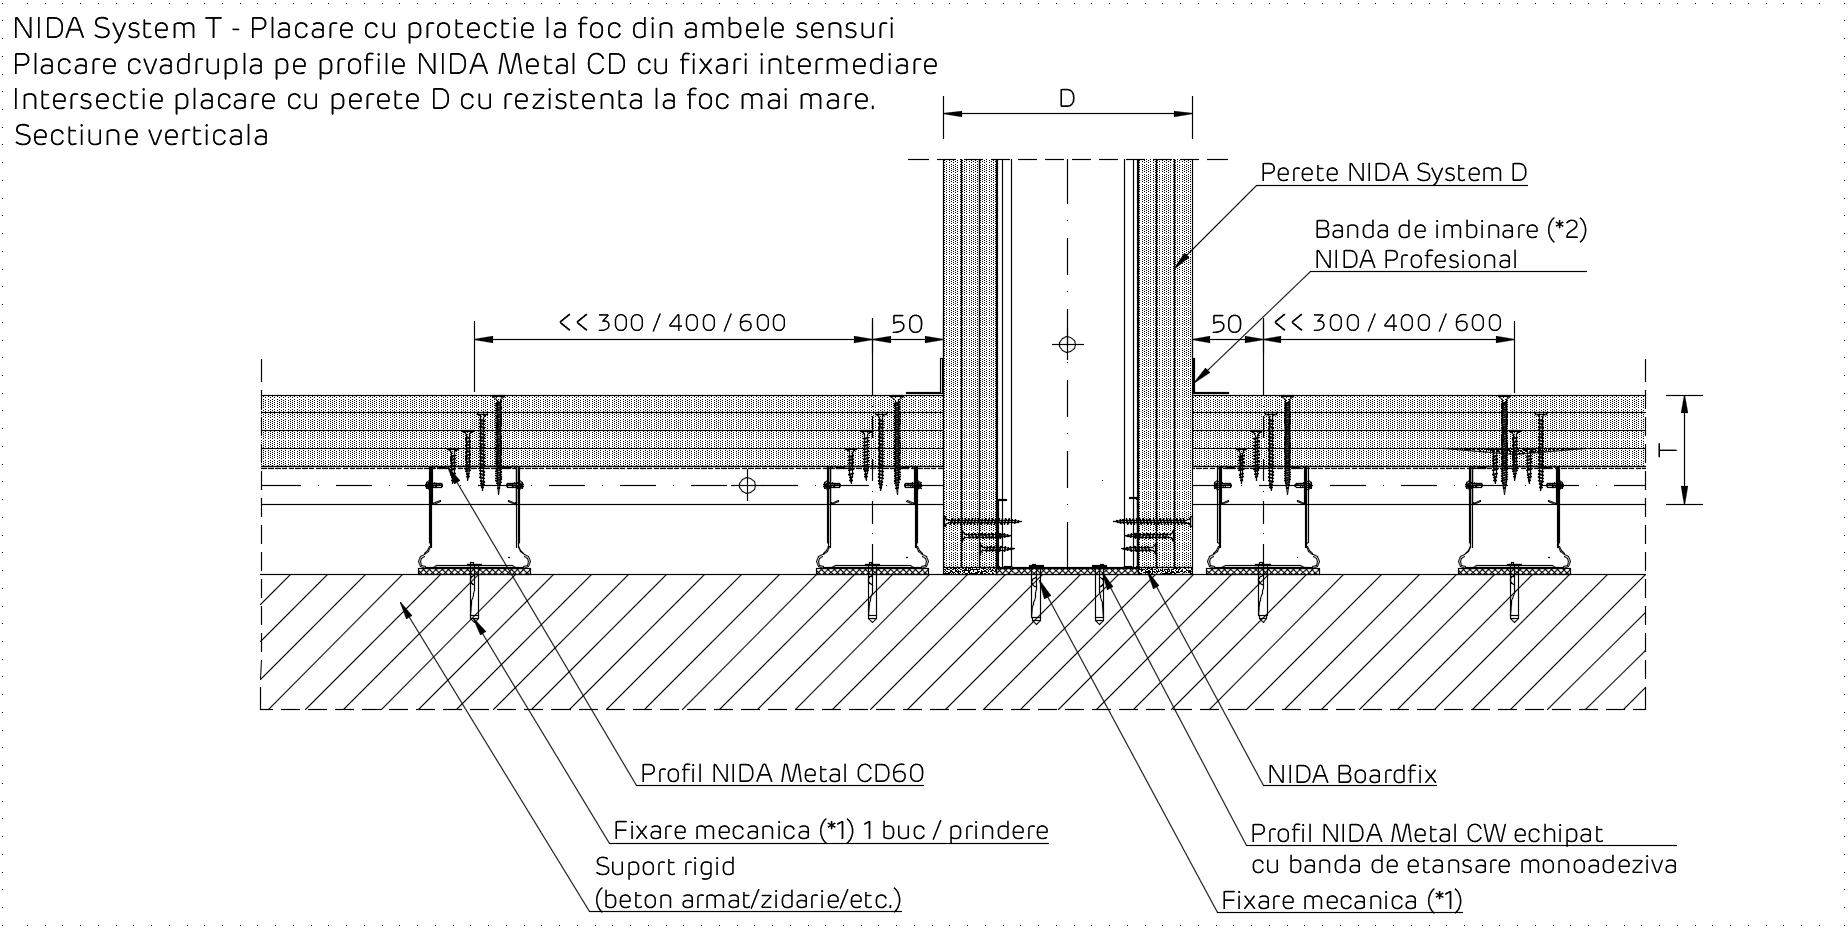 NIDA System T - Placare cu protectie la foc din ambele sensuri
Placare cvadrupla pe profile NIDA Metal CD cu fixari intermediare
Intersectie placare cu perete D cu rezistenta la foc mai mare.
Sectiune verticala
D
Perete NIDA System D
Banda de imbinare (*2)
NIDA Profesional
<< 300 / 400 / 600
50
50
<< 300 / 400 / 600
T
Profil NIDA Metal CD60
NIDA Boardfix
Fixare mecanica (*1) 1 buc / prindere
Profil NIDA Metal CW echipat
cu banda de etansare monoadeziva
Suport rigid
(beton armat/zidarie/etc.)
Fixare mecanica (*1)